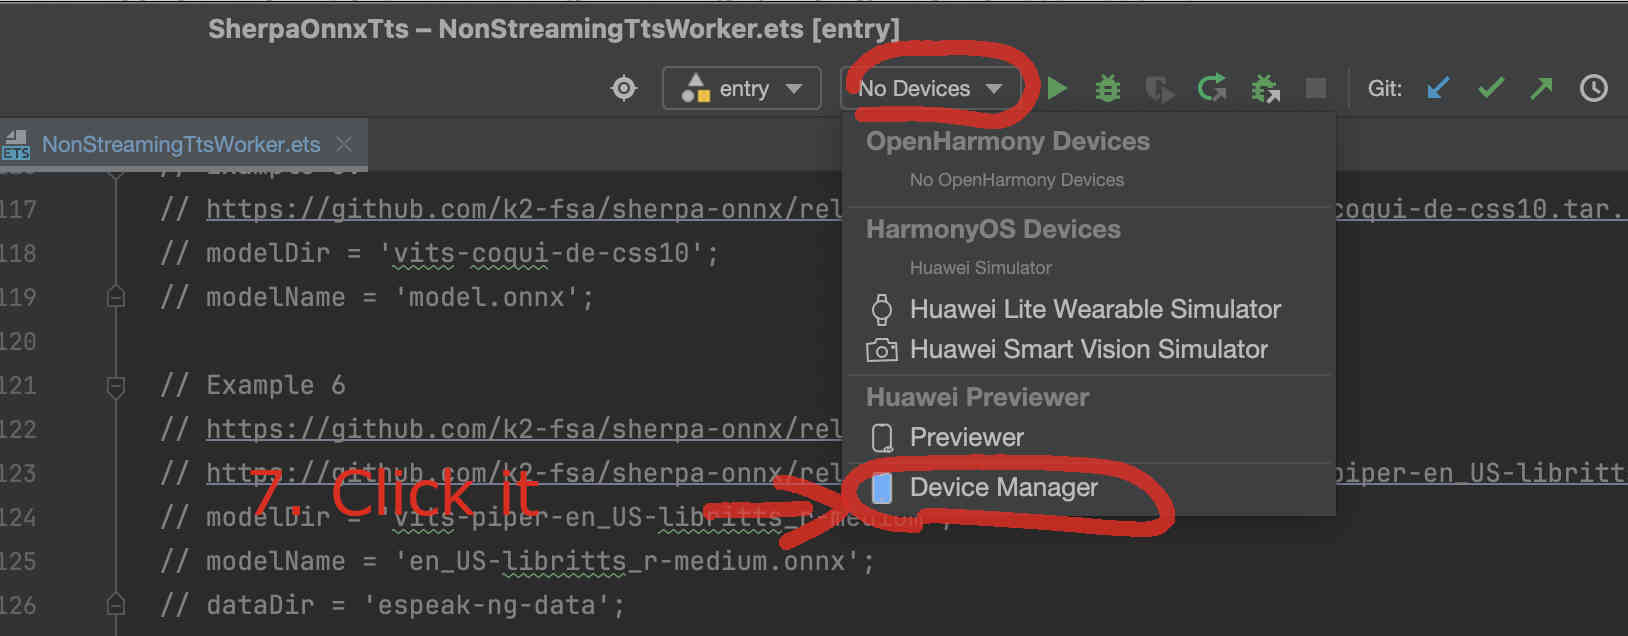 SherpaOnnxTts – NonStreamingTtsWorker.ets [entry]
entry
No Devices
Git:
ETS
NonStreamingTtsWorker.ets
OpenHarmony Devices
No OpenHarmony Devices
HarmonyOS Devices
Huawei Simulator
Huawei Lite Wearable Simulator
Huawei Smart Vision Simulator
Huawei Previewer
Previewer
Device Manager
117 // https://github.com/k2-fsa/sherpa-onnx/rel coqui-de-css10.tar.
118 // modelDir = 'vits-coqui-de-css10';
119 // modelName = 'model.onnx';
120
121 // Example 6
122 // https://github.com/k2-fsa/sherpa-onnx/rel
123 // https://github.com/k2-fsa/sherpa-onnx/rel piper-en_US-libritt
7. Click it
124 // modelDir = 'vits-piper-en_US-libritts_r-medium';
125 // modelName = 'en_US-libritts_r-medium.onnx';
126 // dataDir = 'espeak-ng-data';